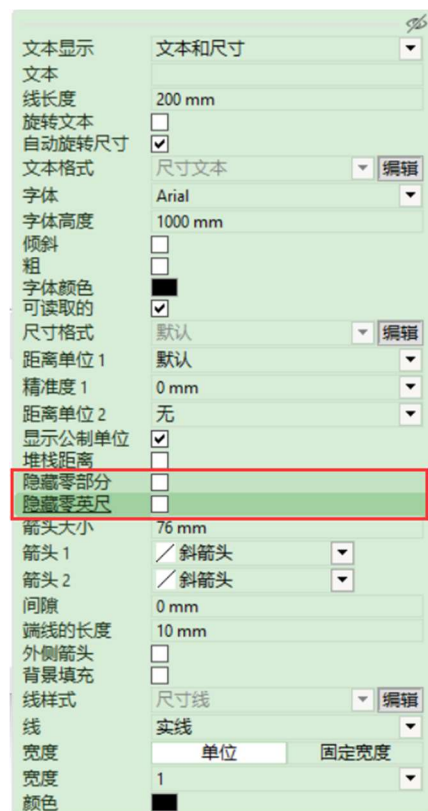 文本显示 文本和尺寸
文本
线长度 200 mm
旋转文本
自动旋转尺寸
文本格式 尺寸文本 编辑
字体 Arial
字体高度 1000 mm
倾斜
粗
字体颜色
可读取的
尺寸格式 默认 编辑
距离单位 1 默认
精准度 1 0 mm
距离单位 2 无
显示公制单位
堆栈距离
隐藏零部分
隐藏零英尺
箭头大小 76 mm
箭头 1 斜箭头
箭头 2 斜箭头
间隙 0 mm
端线的长度 10 mm
外侧箭头
背景填充
线样式 尺寸线 编辑
线 实线
宽度 单位 固定宽度
宽度 1
颜色